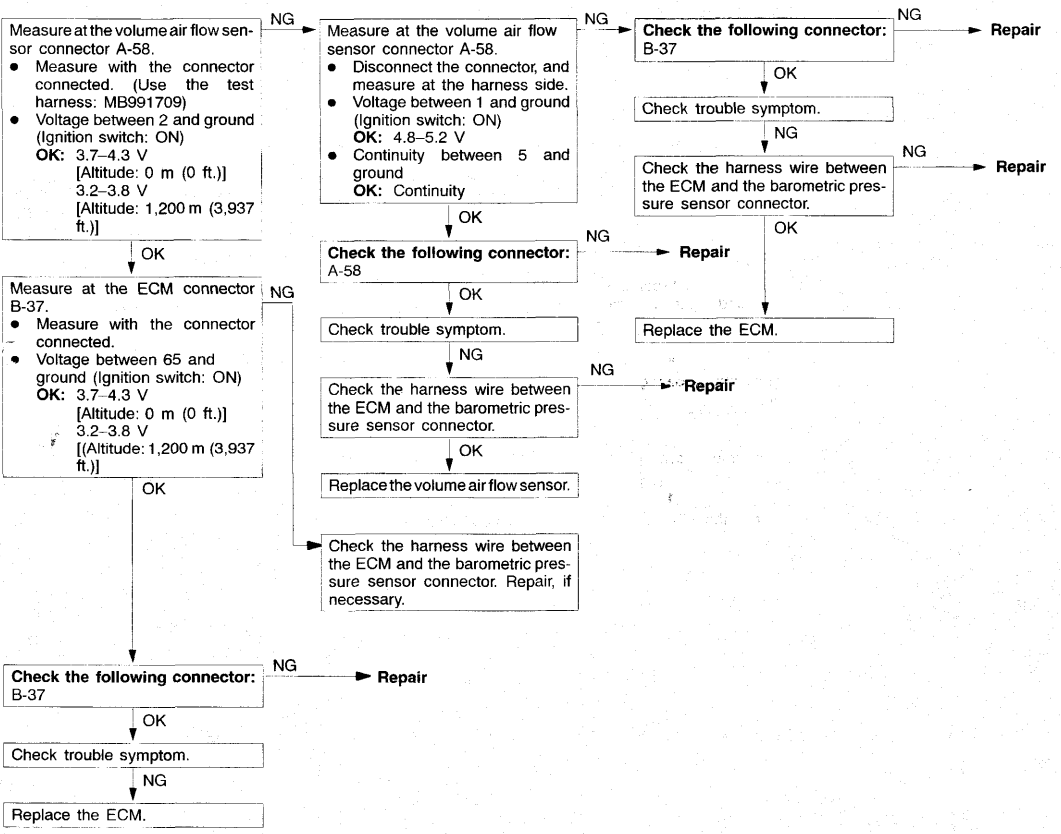 Measure at the volume air flow sen-
sor connector A-58.
● Measure with the connector
connected. (Use the test
harness: MB991709)
● Voltage between 2 and ground
(Ignition switch: ON)
OK: 3.7–4.3 V
[Altitude: 0 m (0 ft.)]
3.2–3.8 V
[Altitude: 1,200 m (3,937
ft.)]
NG
OK
Measure at the volume air flow
sensor connector A-58.
● Disconnect the connector, and
measure at the harness side.
● Voltage between 1 and ground
(Ignition switch: ON)
OK: 4.8–5.2 V
● Continuity between 5 and
ground
OK: Continuity
NG
OK
Check the following connector:
B-37
NG
Repair
OK
Check trouble symptom.
NG
Check the harness wire between
the ECM and the barometric pres-
sure sensor connector.
NG
Repair
OK
Replace the ECM.
Check the following connector:
A-58
NG
Repair
OK
Check trouble symptom.
NG
Check the harness wire between
the ECM and the barometric pres-
sure sensor connector.
NG
Repair
OK
Replace the volume air flow sensor.
Measure at the ECM connector
B-37.
● Measure with the connector
connected.
● Voltage between 65 and
ground (Ignition switch: ON)
OK: 3.7–4.3 V
[Altitude: 0 m (0 ft.)]
3.2–3.8 V
[(Altitude: 1,200 m (3,937
ft.)]
NG
OK
Check the harness wire between
the ECM and the barometric pres-
sure sensor connector. Repair, if
necessary.
Check the following connector:
B-37
NG
Repair
OK
Check trouble symptom.
NG
Replace the ECM.